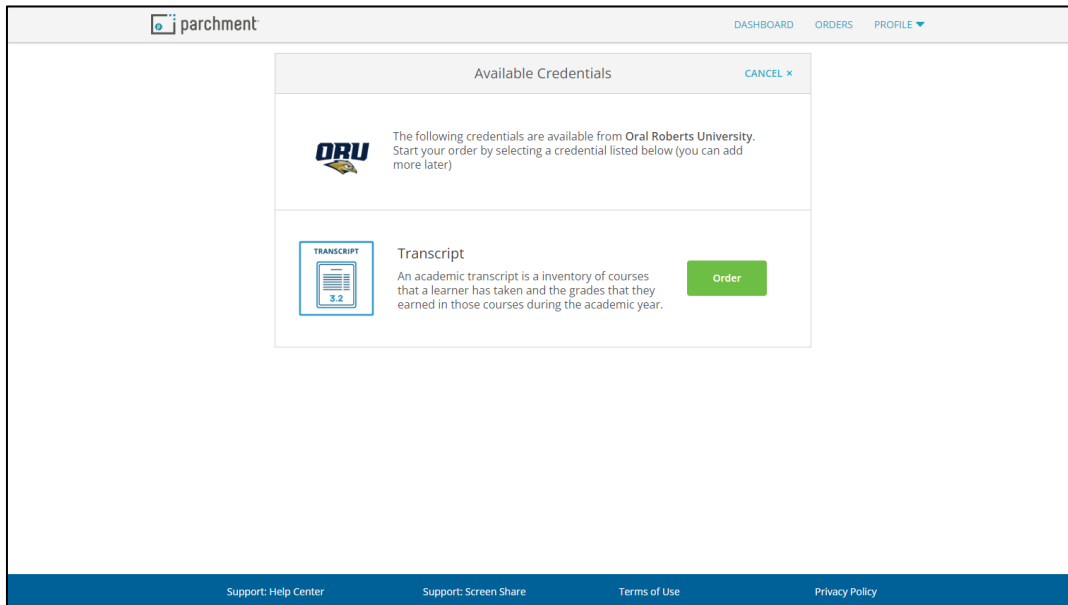 parchment
DASHBOARD ORDERS PROFILE
Available Credentials CANCEL ×
ORU
The following credentials are available from Oral Roberts University.
Start your order by selecting a credential listed below (you can add
more later)
TRANSCRIPT
3.2
Transcript
An academic transcript is a inventory of courses
that a learner has taken and the grades that they
earned in those courses during the academic year.
Order
Support: Help Center Support: Screen Share Terms of Use Privacy Policy